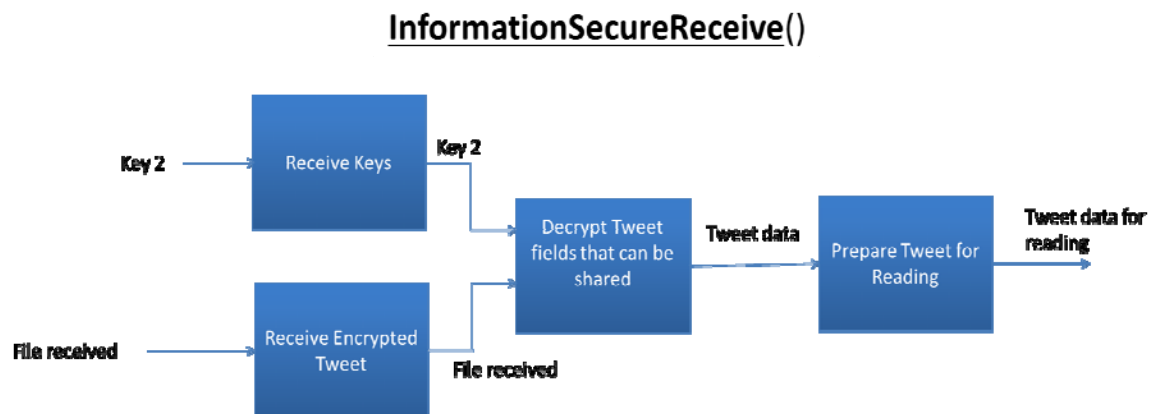 InformationSecureReceive()
Key 2
Receive Keys
Key 2
Decrypt Tweet
fields that can be
shared
Tweet data
Prepare Tweet for
Reading
Tweet data for
reading
File received
Receive Encrypted
Tweet
File received